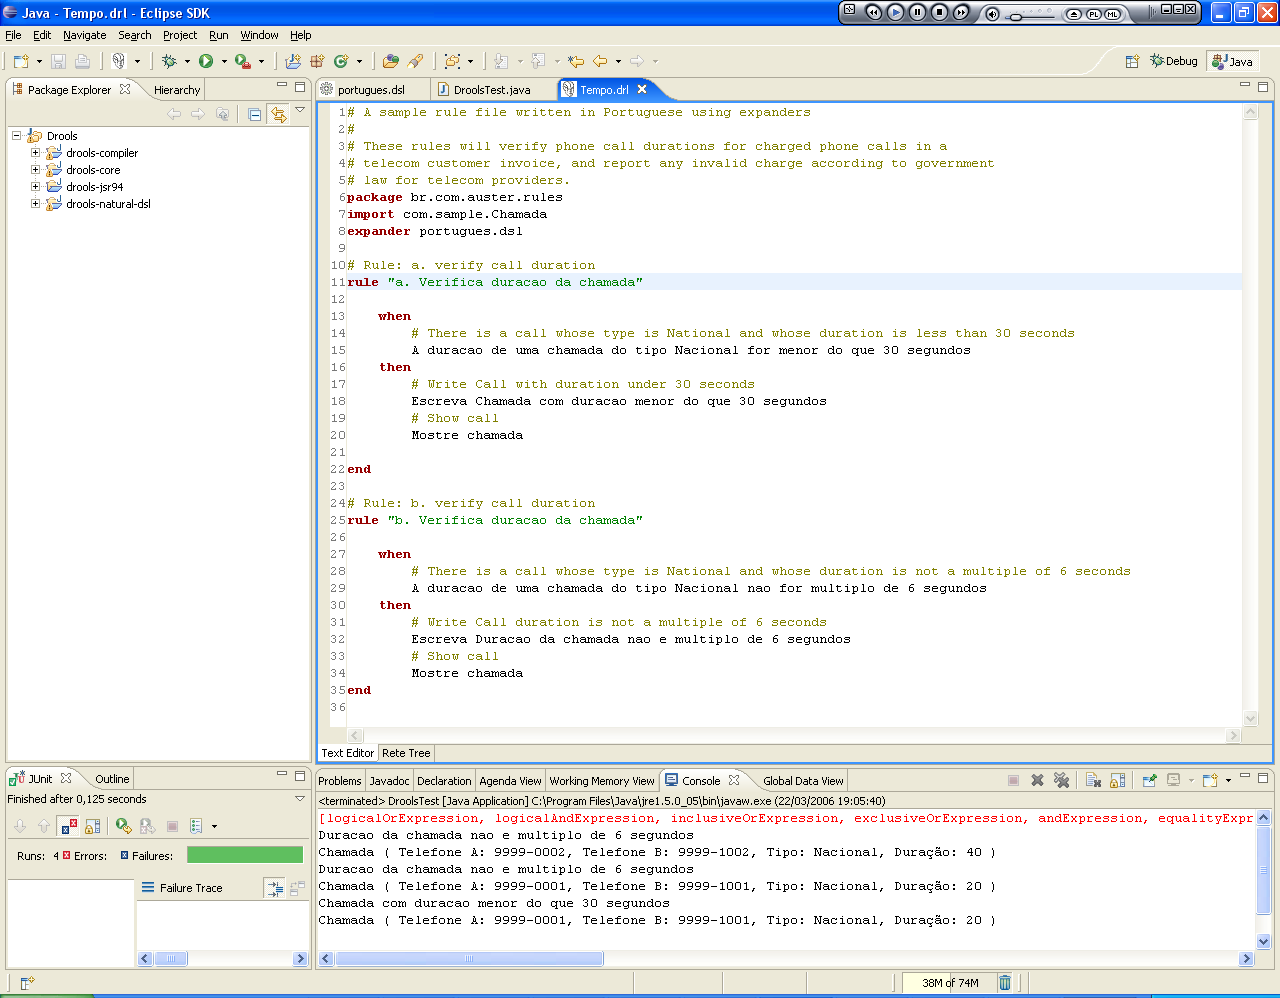 Java - Tempo.drl - Eclipse SDK
File Edit Navigate Search Project Run Window Help
Debug Java
Package Explorer Hierarchy
Drools
drools-compiler
drools-core
drools-jsr94
drools-natural-dsl
portugues.dsl DroolsTest.java Tempo.drl
1# A sample rule file written in Portuguese using expanders
2#
3# These rules will verify phone call durations for charged phone calls in a
4# telecom customer invoice, and report any invalid charge according to government
5# law for telecom providers.
6package br.com.auster.rules
7import com.sample.Chamada
8expander portugues.dsl
9
10# Rule: a. verify call duration
11rule "a. Verifica duracao da chamada"
12
13 when
14 # There is a call whose type is National and whose duration is less than 30 seconds
15 A duracao de uma chamada do tipo Nacional for menor do que 30 segundos
16 then
17 # Write Call with duration under 30 seconds
18 Escreva Chamada com duracao menor do que 30 segundos
19 # Show call
20 Mostre chamada
21
22end
23
24# Rule: b. verify call duration
25rule "b. Verifica duracao da chamada"
26
27 when
28 # There is a call whose type is National and whose duration is not a multiple of 6 seconds
29 A duracao de uma chamada do tipo Nacional nao for multiplo de 6 segundos
30 then
31 # Write Call duration is not a multiple of 6 seconds
32 Escreva Duracao da chamada nao e multiplo de 6 segundos
33 # Show call
34 Mostre chamada
35end
36
Text Editor Rete Tree
JUnit Outline
Finished after 0,125 seconds
Runs: 4 Errors: Failures:
Failure Trace
Problems Javadoc Declaration Agenda View Working Memory View Console Global Data View
<terminated> DroolsTest [Java Application] C:\Program Files\Java\jre1.5.0_05\bin\javaw.exe (22/03/2006 19:05:40)
[logicalOrExpression, logicalAndExpression, inclusiveOrExpression, exclusiveOrExpression, andExpression, equalityExpr
Duracao da chamada nao e multiplo de 6 segundos
Chamada ( Telefone A: 9999-0002, Telefone B: 9999-1002, Tipo: Nacional, Duração: 40 )
Duracao da chamada nao e multiplo de 6 segundos
Chamada ( Telefone A: 9999-0001, Telefone B: 9999-1001, Tipo: Nacional, Duração: 20 )
Chamada com duracao menor do que 30 segundos
Chamada ( Telefone A: 9999-0001, Telefone B: 9999-1001, Tipo: Nacional, Duração: 20 )
38M of 74M